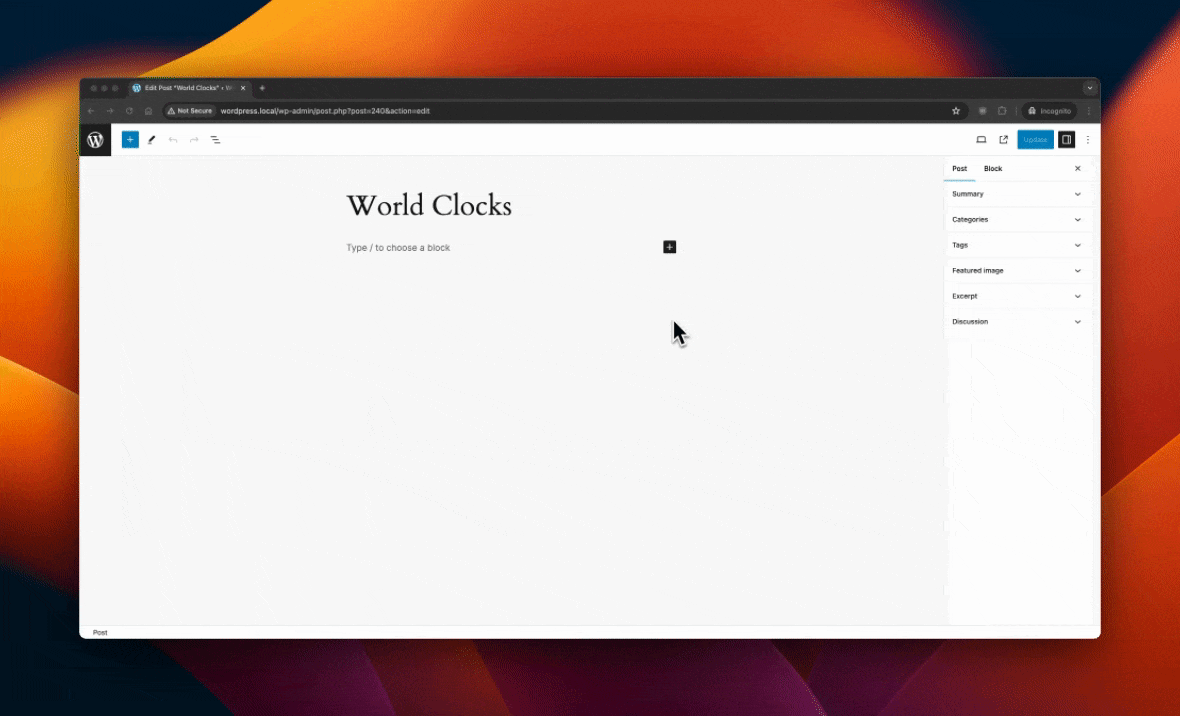 Edit Post "World Clocks" ‹ W
Not Secure
wordpress.local/wp-admin/post.php?post=240&action=edit
Incognito
Update
Post
Block
World Clocks
Type / to choose a block
Summary
Categories
Tags
Featured image
Excerpt
Discussion
Post